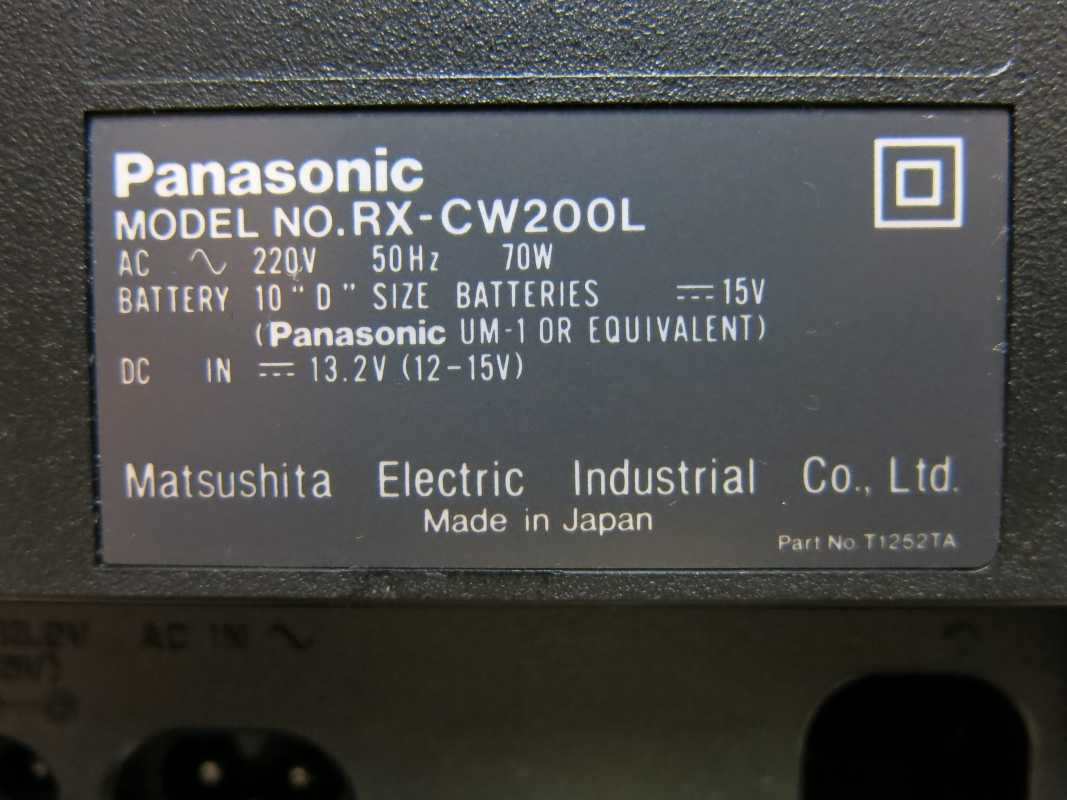 Panasonic
MODEL NO.RX-CW200L
AC ∿ 220V 50Hz 70W
BATTERY 10 "D" SIZE BATTERIES ⎓ 15V
(Panasonic UM-1 OR EQUIVALENT)
DC IN ⎓ 13.2V (12-15V)
Matsushita Electric Industrial Co., Ltd.
Made in Japan
Part No T1252TA
AC IN ∿